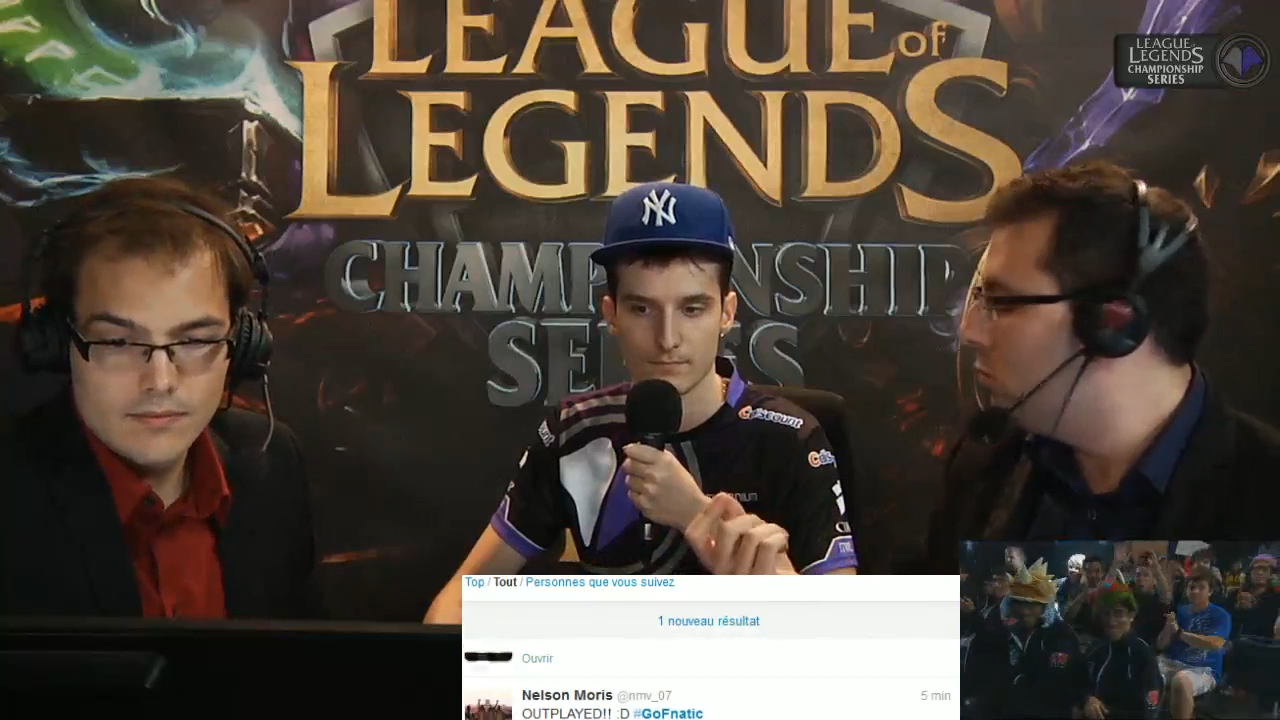 LEAGUE of
LEGENDS
CHAMPIONSHIP
SERIES
LEAGUE of
LEGENDS
CHAMPIONSHIP
SERIES
NY
Cdiscount
Top / Tout / Personnes que vous suivez
1 nouveau résultat
Ouvrir
Nelson Moris @nmv_07 5 min
OUTPLAYED!! :D #GoFnatic